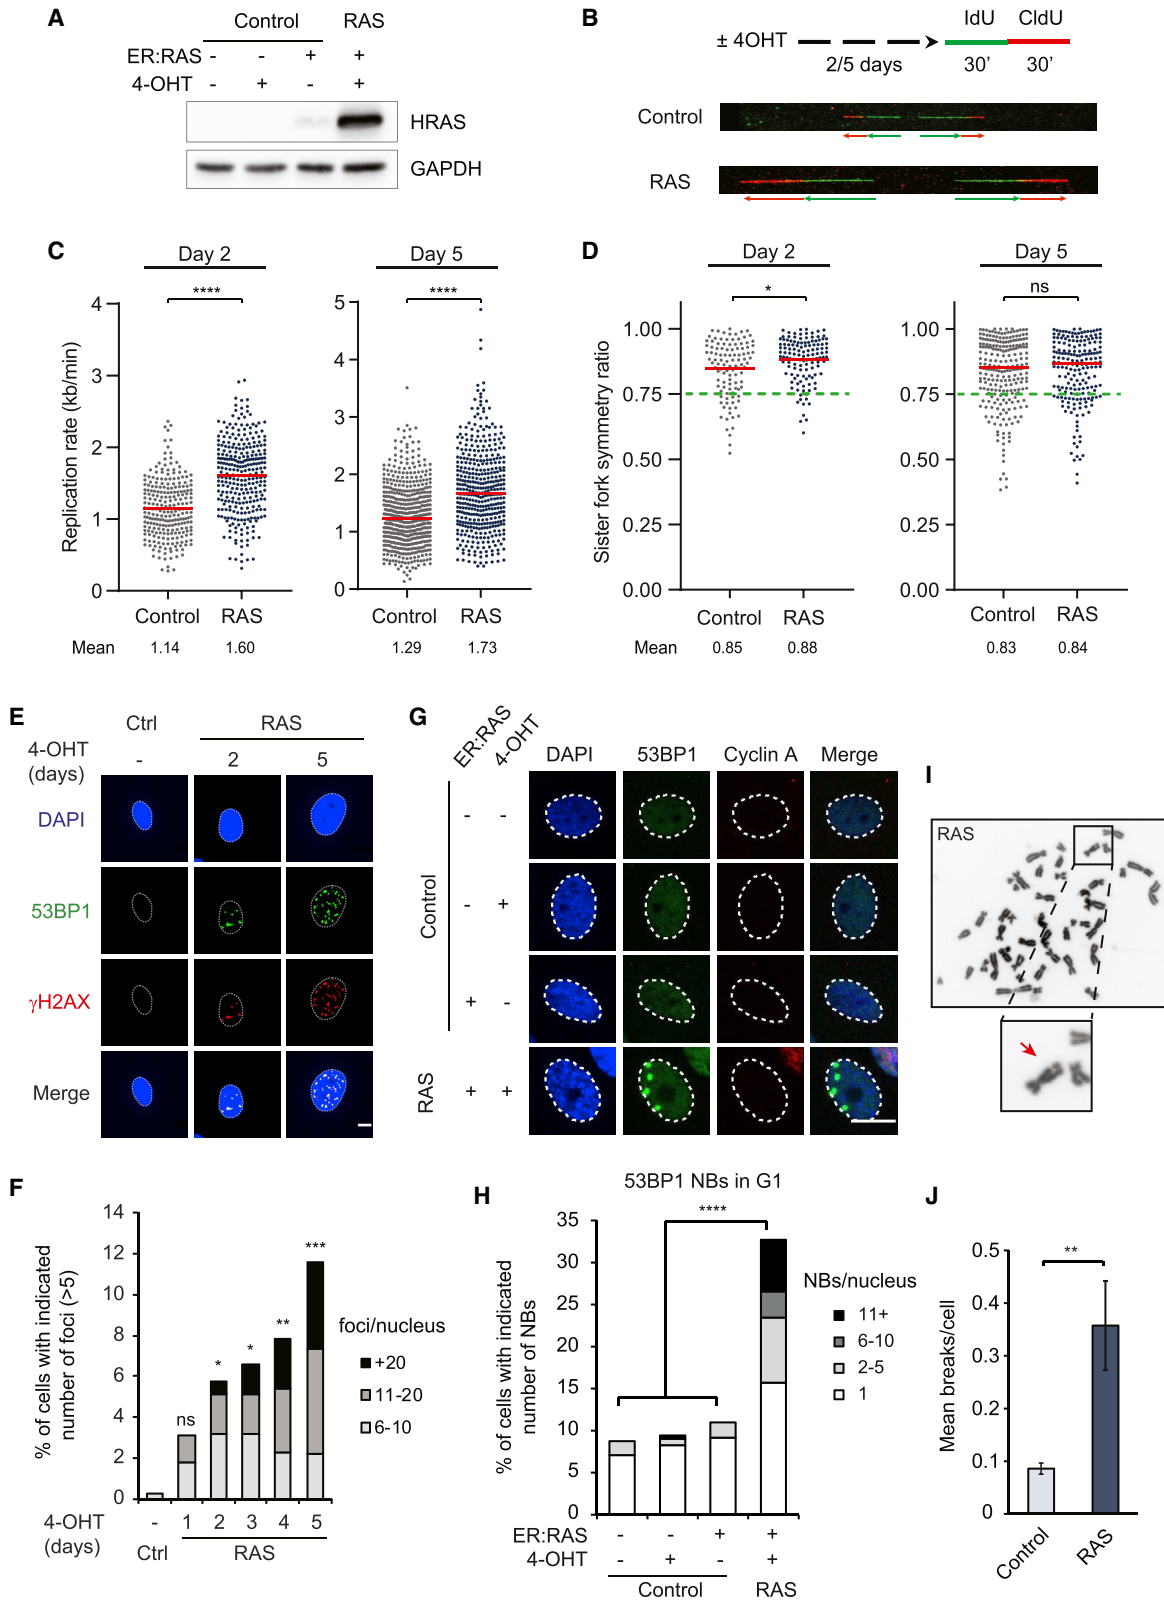 A
Control RAS
ER:RAS - - + +
4-OHT - + - +
HRAS
GAPDH
B
IdU CldU
± 4OHT
2/5 days 30' 30'
Control
RAS
C
Day 2 Day 5
**** ****
Replication rate (kb/min)
4
3
2
1
0
5
4
3
2
1
0
Control RAS Control RAS
Mean 1.14 1.60 1.29 1.73
D
Day 2 Day 5
* ns
Sister fork symmetry ratio
1.00
0.75
0.50
0.25
0.00
1.00
0.75
0.50
0.25
0.00
Control RAS Control RAS
Mean 0.85 0.88 0.83 0.84
E
Ctrl RAS
4-OHT
(days) - 2 5
DAPI
53BP1
γH2AX
Merge
F
% of cells with indicated
number of foci (>5)
14
12
10
8
6
4
2
0
ns * * ** ***
foci/nucleus
+20
11-20
6-10
4-OHT
(days) - 1 2 3 4 5
Ctrl RAS
G
ER:RAS
4-OHT
DAPI 53BP1 Cyclin A Merge
Control
- -
- +
+ -
RAS + +
H
53BP1 NBs in G1
****
% of cells with indicated
number of NBs
35
30
25
20
15
10
5
0
NBs/nucleus
11+
6-10
2-5
1
ER:RAS - - + +
4-OHT - + - +
Control RAS
I
RAS
J
**
Mean breaks/cell
0.5
0.4
0.3
0.2
0.1
0
Control RAS